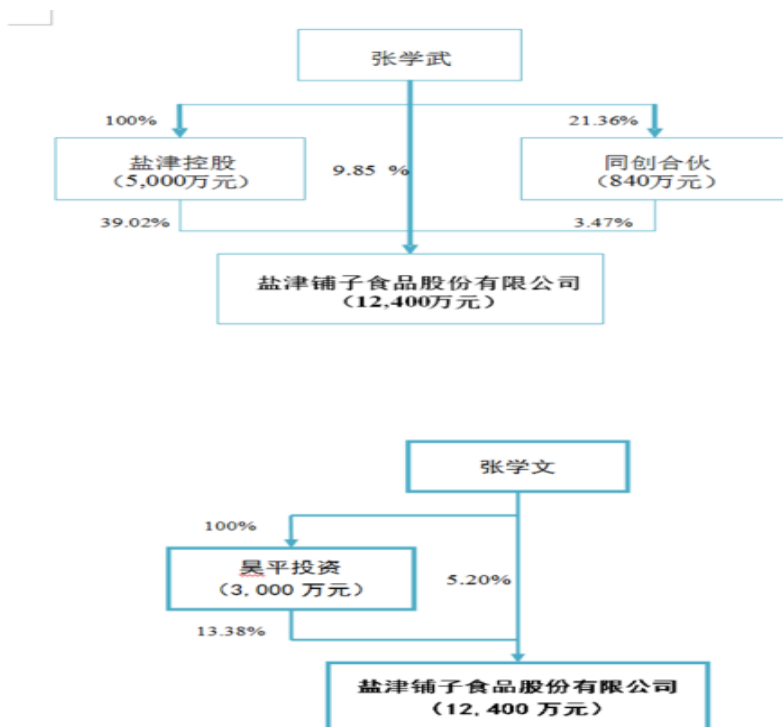 张学武
100%
21.36%
盐津控股
（5,000万元）
9.85 %
同创合伙
（840万元）
39.02%
3.47%
盐津铺子食品股份有限公司
（12,400万元）
张学文
100%
昊平投资
（3, 000 万元）
5.20%
13.38%
盐津铺子食品股份有限公司
（12, 400 万元）